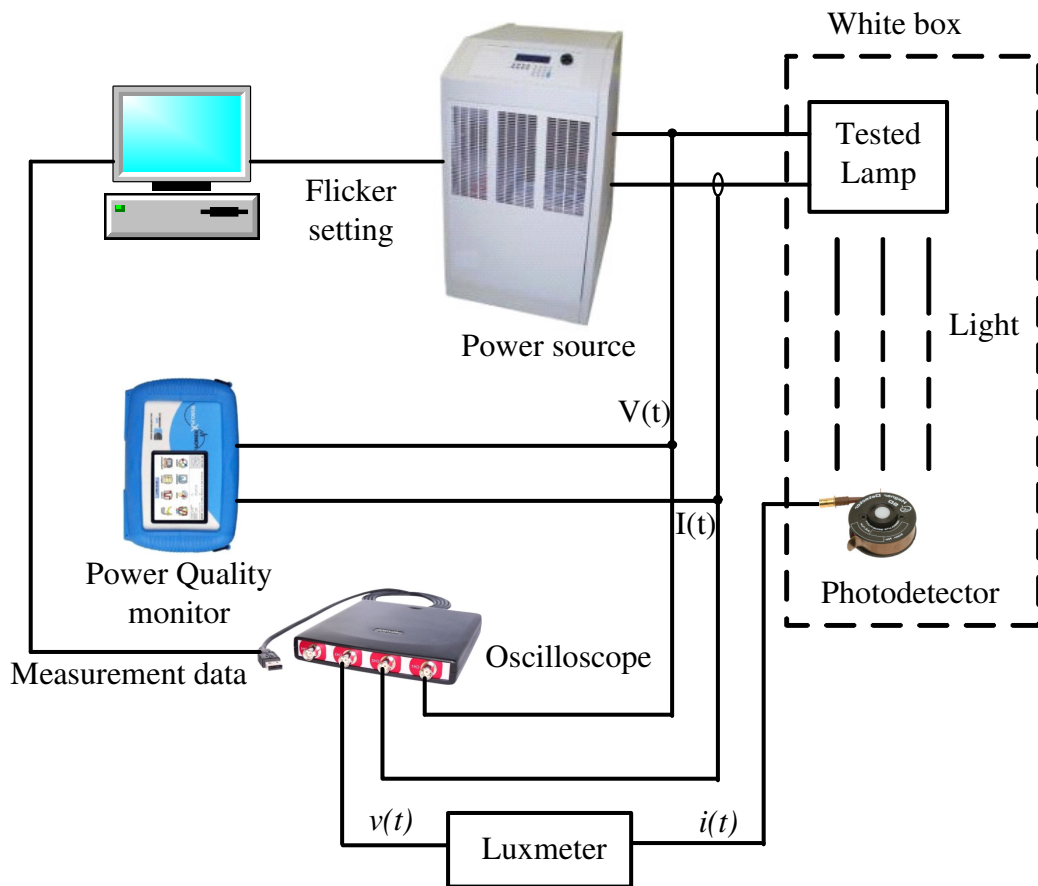 White box
Tested
Lamp
Flicker
setting
Power source
Light
V(t)
I(t)
Power Quality
monitor
Photodetector
Oscilloscope
Measurement data
v(t)
i(t)
Luxmeter